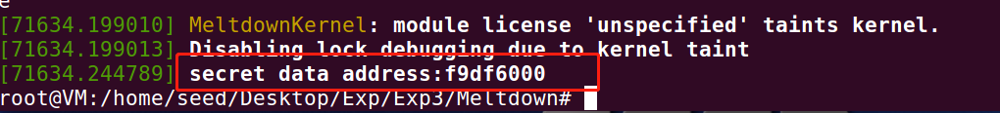 e
[71634.199010] MeltdownKernel: module license 'unspecified' taints kernel.
[71634.199013] Disabling lock debugging due to kernel taint
[71634.244789] secret data address:f9df6000
root@VM:/home/seed/Desktop/Exp/Exp3/Meltdown#